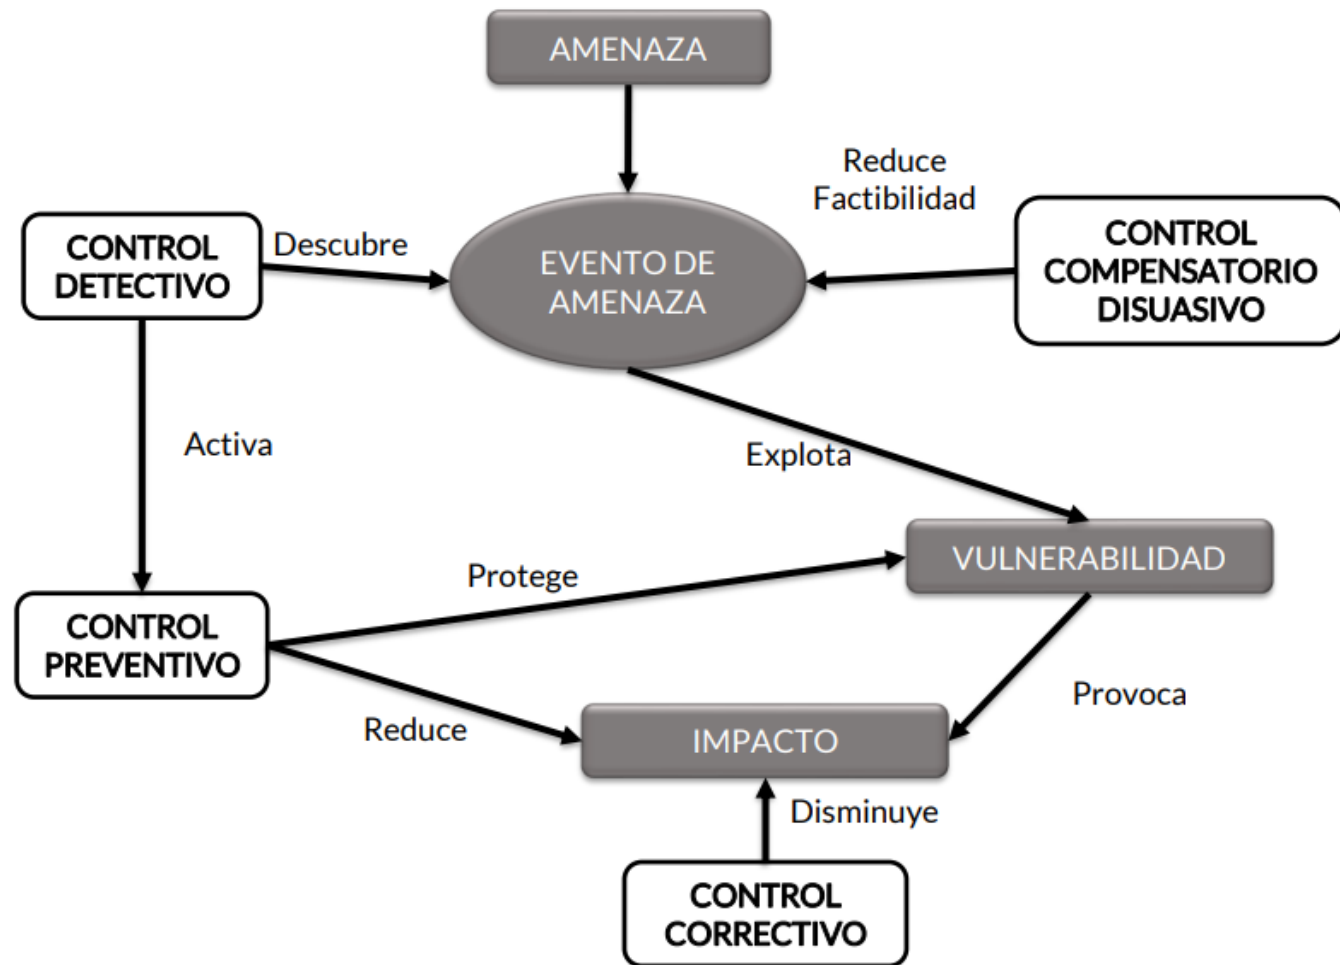 AMENAZA
Reduce
Factibilidad
CONTROL
DETECTIVO
Descubre
EVENTO DE
AMENAZA
CONTROL
COMPENSATORIO
DISUASIVO
Activa
Explota
VULNERABILIDAD
Protege
CONTROL
PREVENTIVO
Provoca
Reduce
IMPACTO
Disminuye
CONTROL
CORRECTIVO